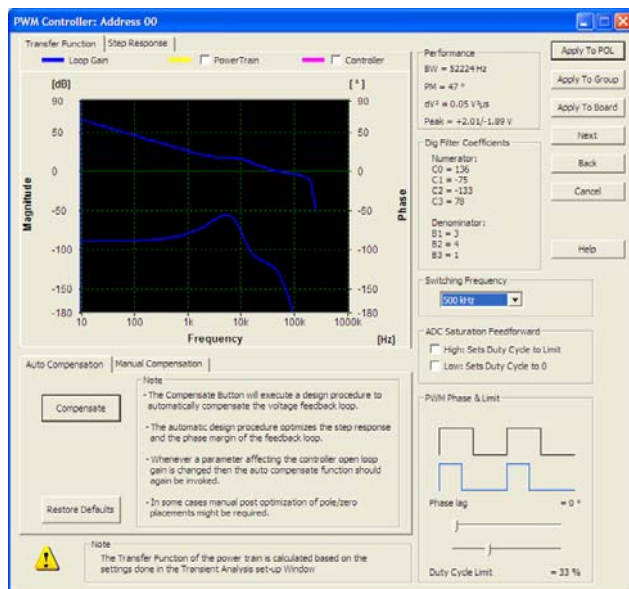 PWM Controller: Address 00
Transfer Function
Step Response
Loop Gain
PowerTrain
Controller
[dB]
[ ° ]
90
50
0
-50
-100
-150
-180
90
50
0
-50
-100
-150
-180
Magnitude
Phase
10
100
1k
10k
100k
1000k
Frequency
[Hz]
Auto Compensation
Manual Compensation
Compensate
Restore Defaults
Note
- The Compensate Button will execute a design procedure to
automatically compensate the voltage feedback loop.
- The automatic design procedure optimizes the step response
and the phase margin of the feedback loop.
- Whenever a parameter affecting the controller open loop
gain is changed then the auto compensate function should
again be invoked.
- In some cases manual post optimization of pole/zero
placements might be required.
Note
The Transfer Function of the power train is calculated based on the
settings done in the Transient Analysis set-up Window
Performance
BW = 52224 Hz
PM = 47 °
dV² = 0.05 V²µs
Peak = +2.01/-1.89 V
Dig Filter Coefficients
Numerator:
C0 = 136
C1 = -75
C2 = -133
C3 = 78
Denominator:
B1 = 3
B2 = 4
B3 = 1
Switching Frequency
500 kHz
ADC Saturation Feedforward
High: Sets Duty Cycle to Limit
Low: Sets Duty Cycle to 0
PWM Phase & Limit
Phase lag
= 0 °
Duty Cycle Limit
= 33 %
Apply To POL
Apply To Group
Apply To Board
Next
Back
Cancel
Help